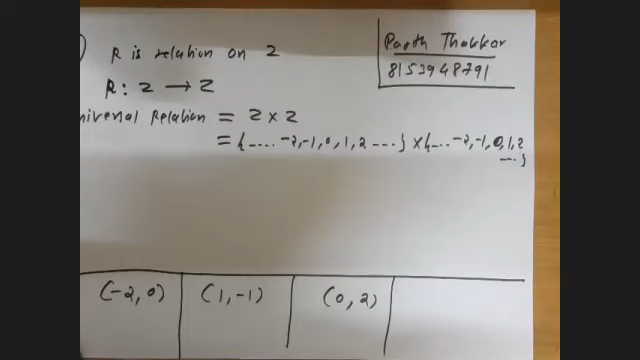 ) R is relation on Z
Parth Thakkar
8153948791
R : Z → Z
niversal Relation = Z × Z
= {.... -2, -1, 0, 1, 2 ....} × {... -2, -1, 0, 1, 2
...}
(-2, 0) (1, -1) (0, 2)